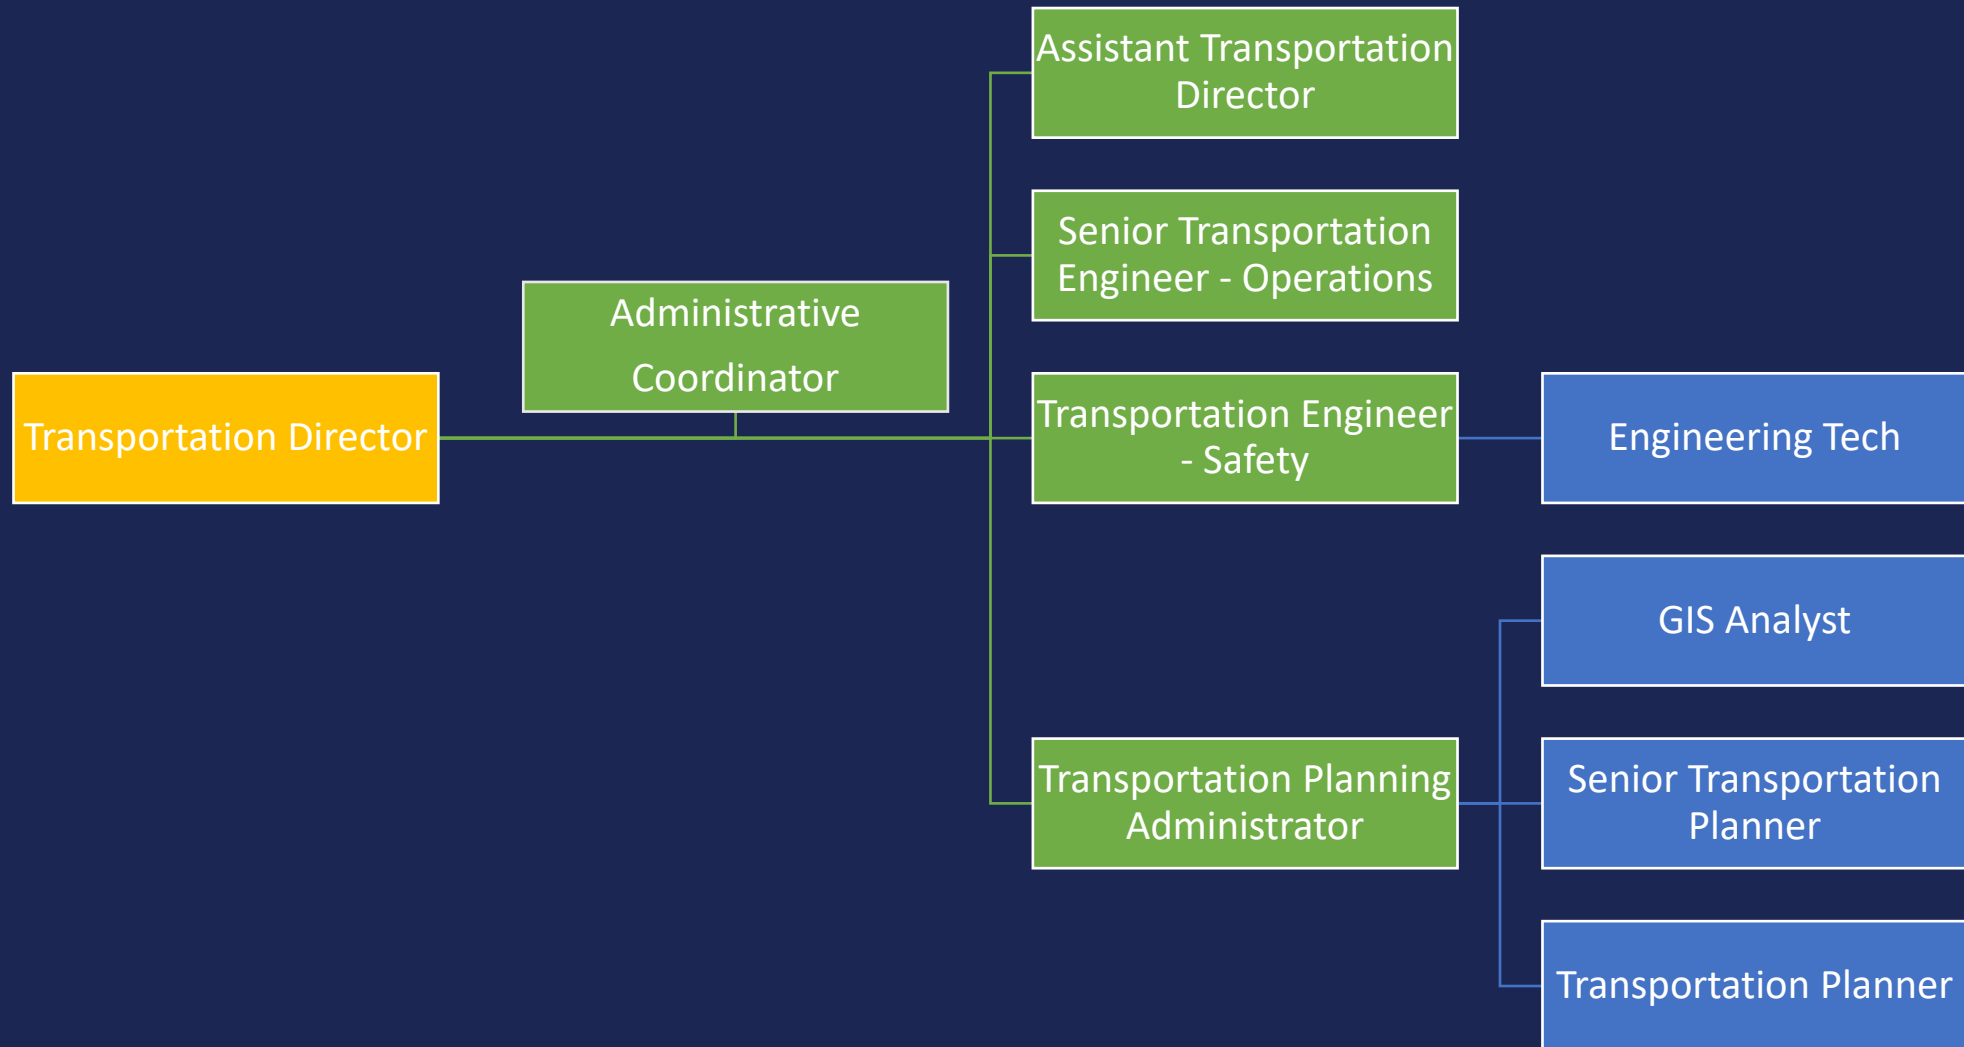 Assistant Transportation
Director
Senior Transportation
Engineer - Operations
Administrative
Coordinator
Transportation Director
Transportation Engineer
- Safety
Engineering Tech
GIS Analyst
Transportation Planning
Administrator
Senior Transportation
Planner
Transportation Planner